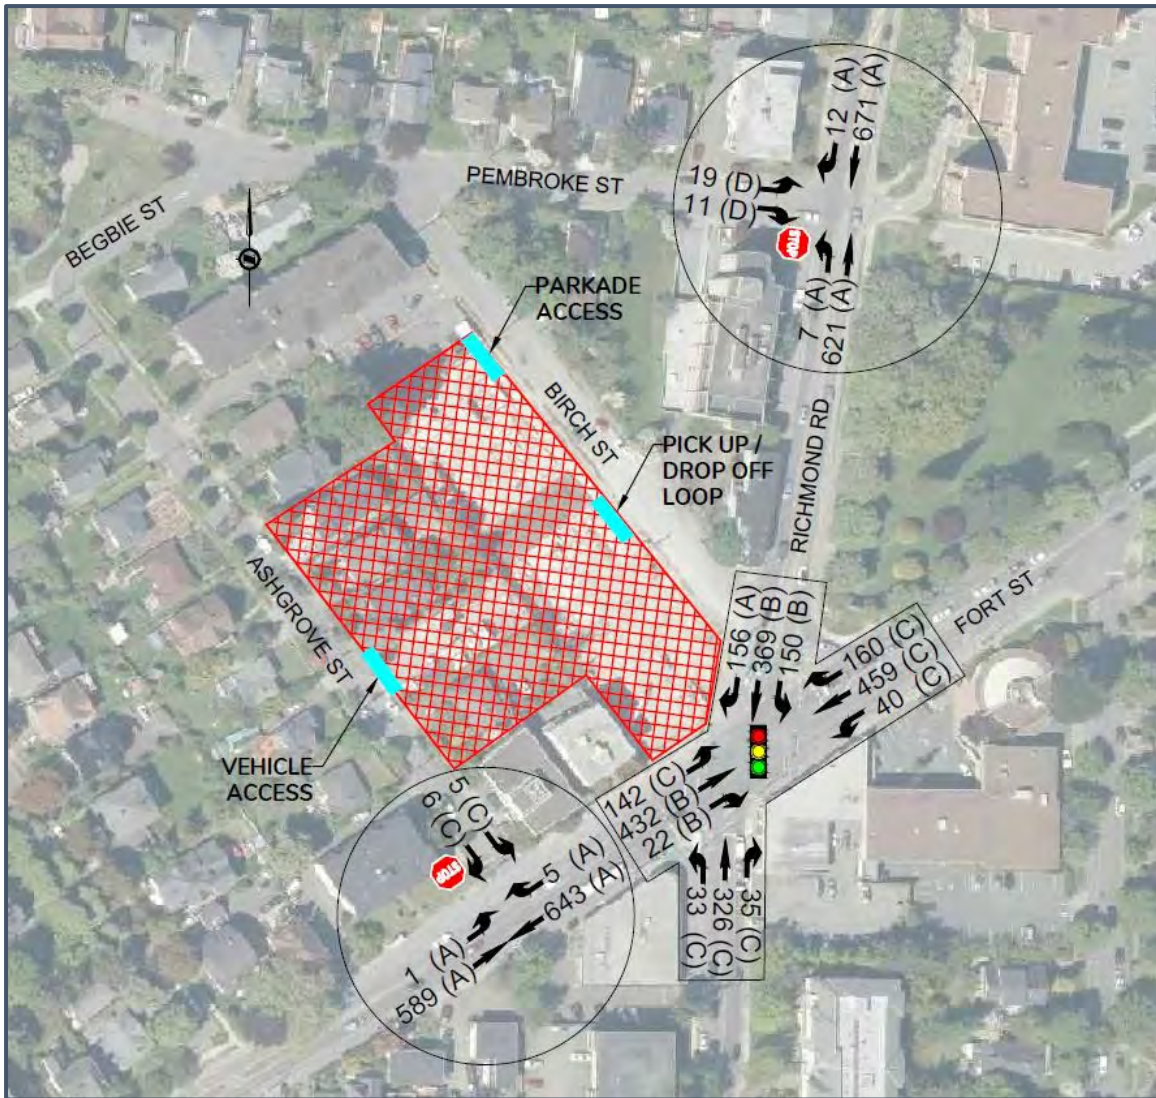 12 (A)
671 (A)
PEMBROKE ST
19 (D)
11 (D)
STOP
BEGBIE ST
7 (A)
621 (A)
PARKADE
ACCESS
BIRCH ST
PICK UP /
DROP OFF
LOOP
RICHMOND RD
ASHGROVE ST
FORT ST
156 (A)
369 (B)
150 (B)
160 (C)
459 (C)
40 (C)
VEHICLE
ACCESS
142 (C)
432 (B)
22 (B)
5 (C)
6 (C)
STOP
5 (A)
643 (A)
33 (C)
326 (C)
35 (C)
1 (A)
589 (A)